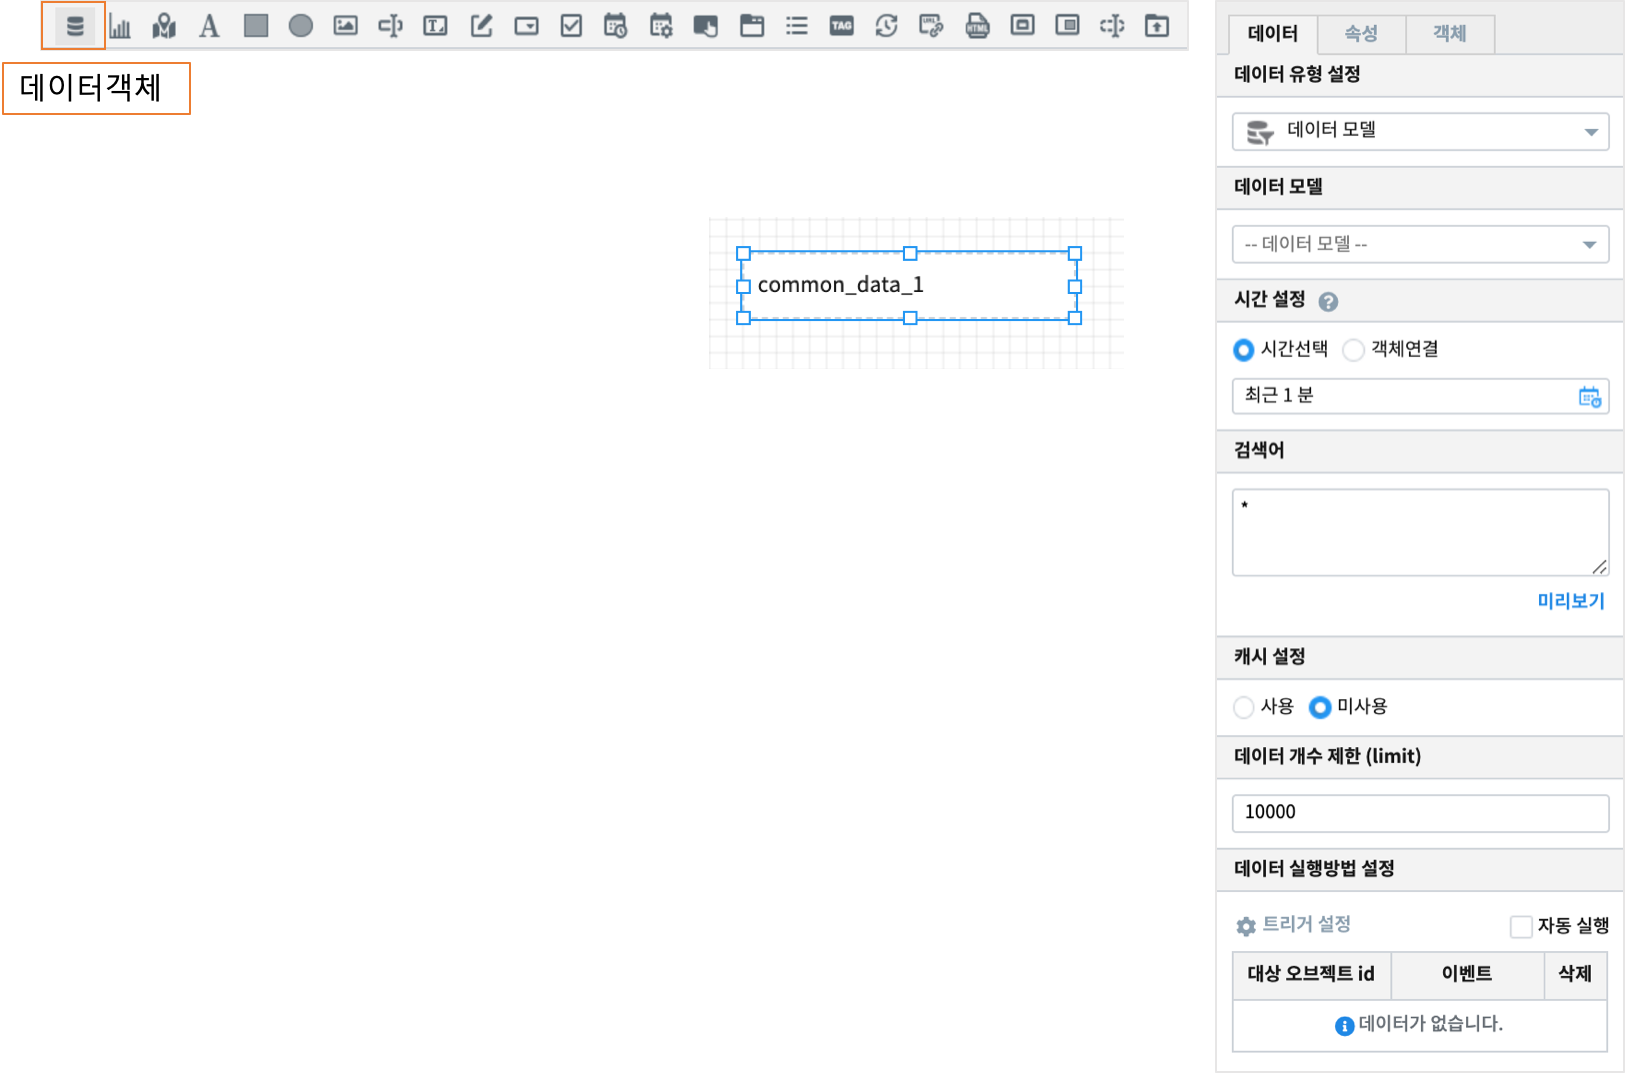 A
T
TAG
URL
HTML
데이터객체
common_data_1
데이터
속성
객체
데이터 유형 설정
데이터 모델
데이터 모델
-- 데이터 모델 --
시간 설정 ?
시간선택
객체연결
최근 1 분
검색어
*
미리보기
캐시 설정
사용
미사용
데이터 개수 제한 (limit)
10000
데이터 실행방법 설정
트리거 설정
자동 실행
대상 오브젝트 id
이벤트
삭제
데이터가 없습니다.